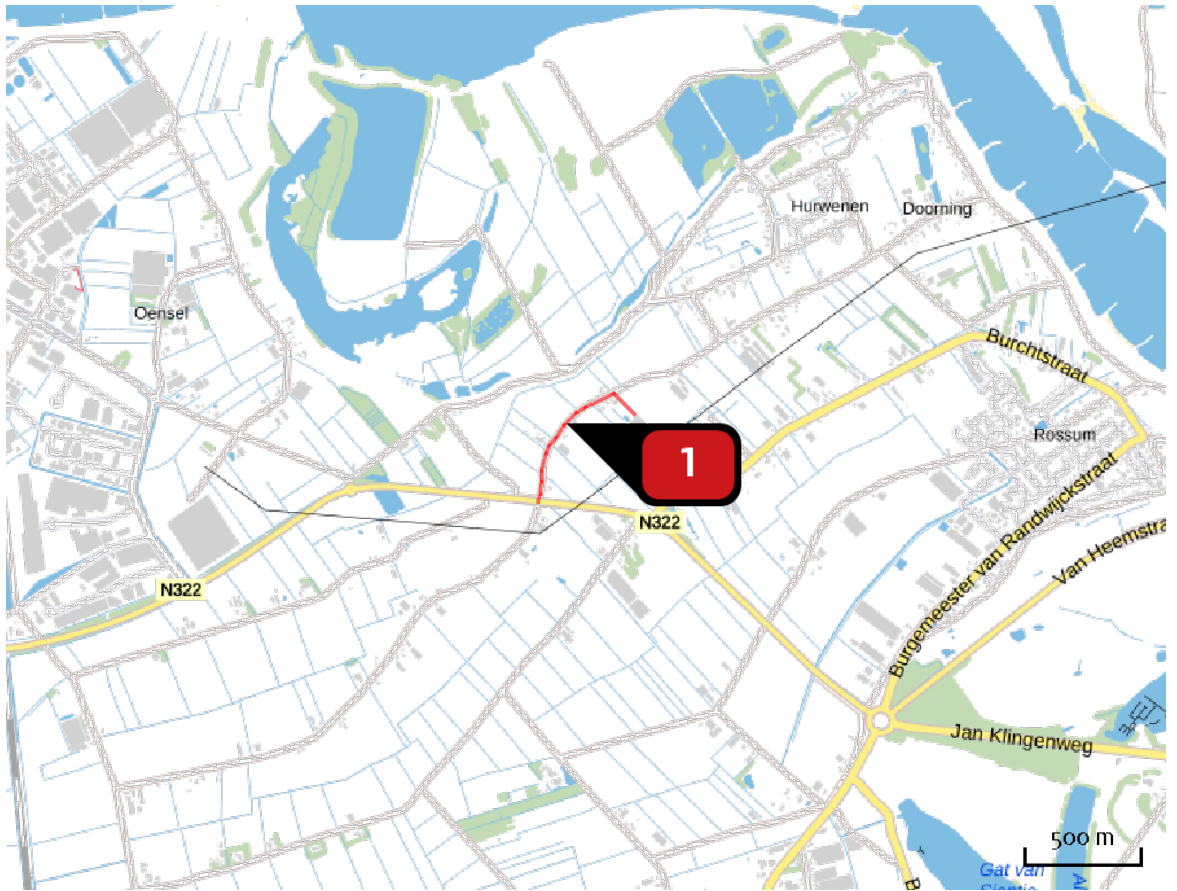 Hurwenen
Doorning
Oensel
Burchtstraat
Rossum
1
N322
N322
Burgemeester van Randwijckstraat
Van Heemstra
Jan Klingenweg
500 m
Gat van